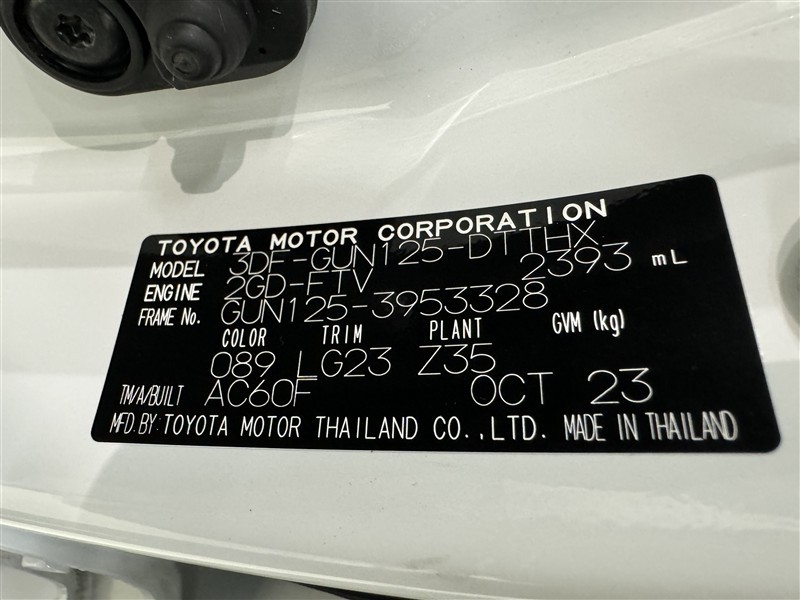 TOYOTA MOTOR CORPORATION
MODEL 3DF-GUN125-DTTHX
ENGINE 2GD-FTV 2393 mL
FRAME No. GUN125-3953328
COLOR TRIM PLANT GVM (kg)
089 LG23 Z35
TM/A/BUILT AC60F OCT 23
MFD.BY:TOYOTA MOTOR THAILAND CO.,LTD. MADE IN THAILAND